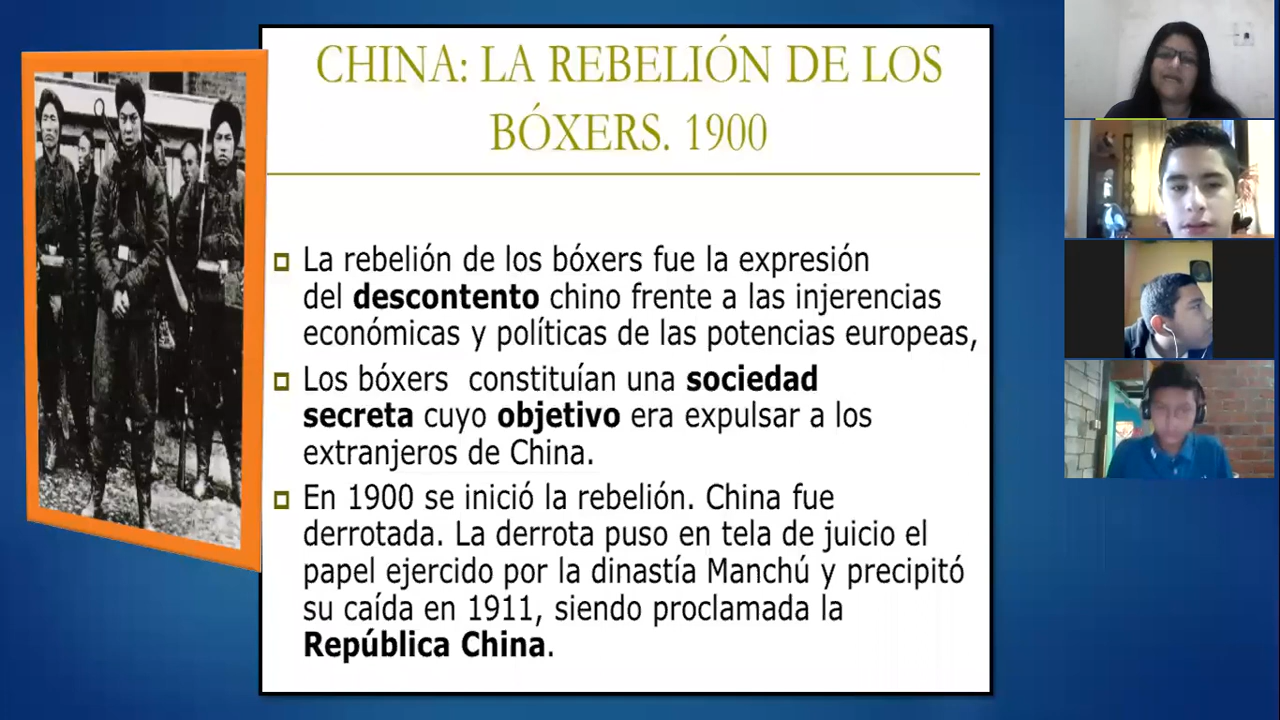 CHINA: LA REBELIÓN DE LOS
BÓXERS. 1900
La rebelión de los bóxers fue la expresión
del descontento chino frente a las injerencias
económicas y políticas de las potencias europeas,
Los bóxers constituían una sociedad
secreta cuyo objetivo era expulsar a los
extranjeros de China.
En 1900 se inició la rebelión. China fue
derrotada. La derrota puso en tela de juicio el
papel ejercido por la dinastía Manchú y precipitó
su caída en 1911, siendo proclamada la
República China.